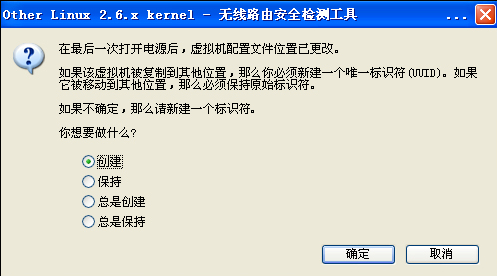 Other Linux 2.6.x kernel - 无线路由安全检测工具 ...
在最后一次打开电源后，虚拟机配置文件位置已更改。
如果该虚拟机被复制到其他位置，那么你必须新建一个唯一标识符(UUID)。如果
它被移动到其他位置，那么必须保持原始标识符。
如果不确定，那么请新建一个标识符。
你想要做什么?
创建
保持
总是创建
总是保持
确定 取消